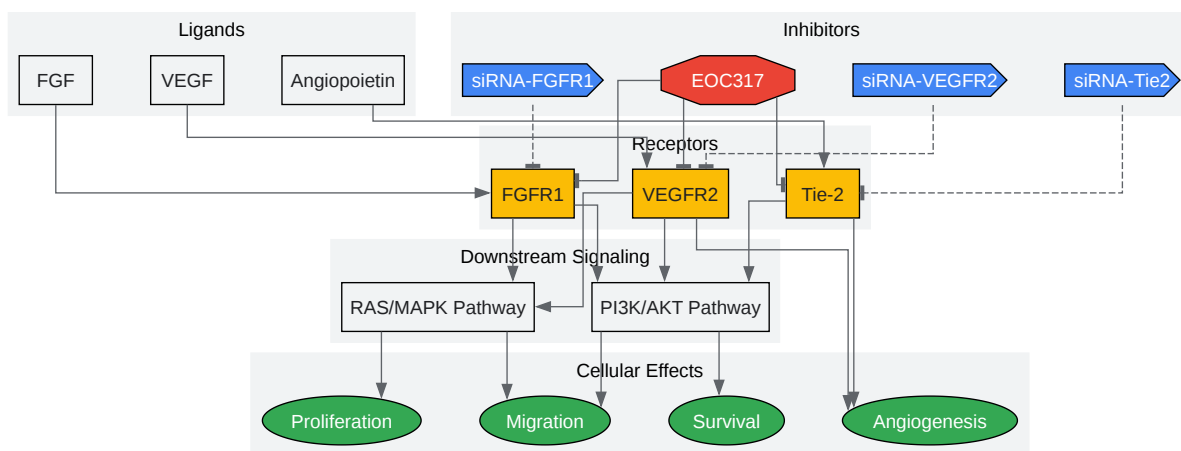 Ligands
Inhibitors
FGF
VEGF
Angiopoietin
siRNA-FGFR1
EOC317
siRNA-VEGFR2
siRNA-Tie2
Receptors
FGFR1
VEGFR2
Tie-2
Downstream Signaling
RAS/MAPK Pathway
PI3K/AKT Pathway
Cellular Effects
Proliferation
Migration
Survival
Angiogenesis